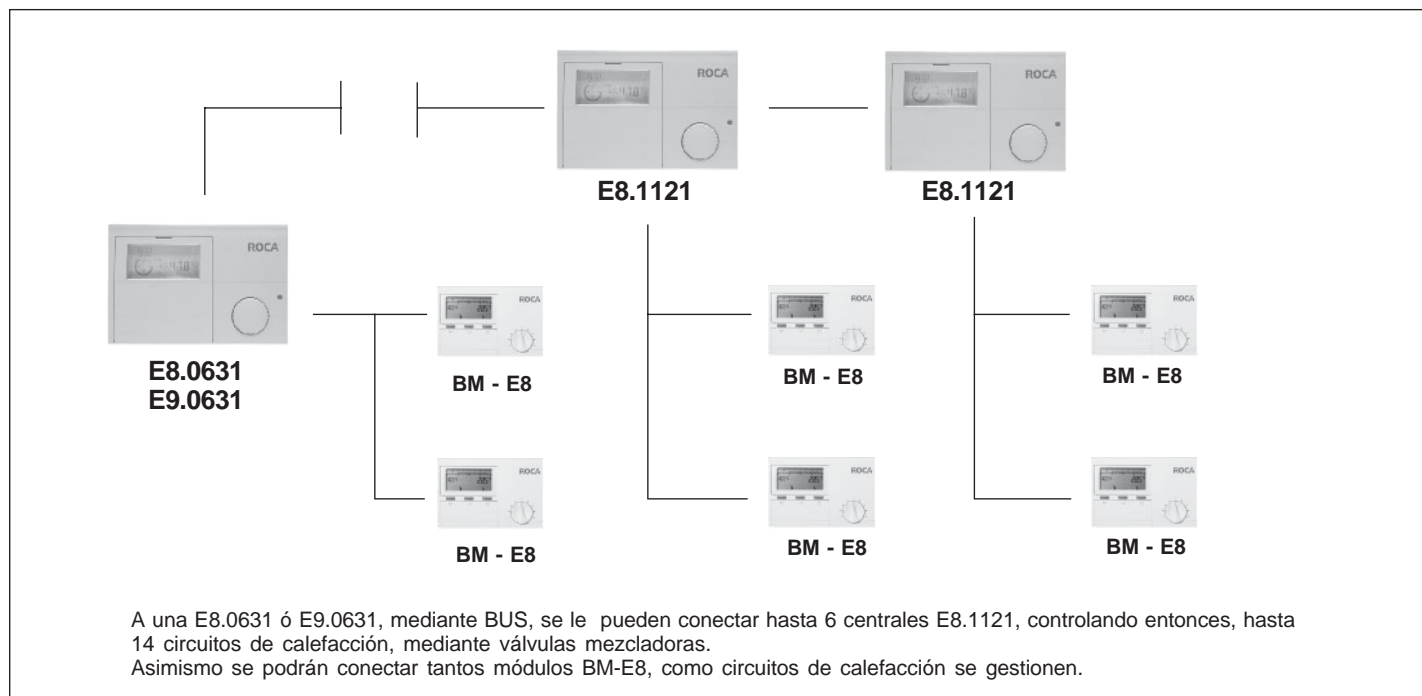 ROCA
ROCA
E8.1121
E8.1121
ROCA
E8.0631
E9.0631
ROCA
ROCA
ROCA
BM - E8
BM - E8
BM - E8
ROCA
ROCA
ROCA
BM - E8
BM - E8
BM - E8
A una E8.0631 ó E9.0631, mediante BUS, se le pueden conectar hasta 6 centrales E8.1121, controlando entonces, hasta
14 circuitos de calefacción, mediante válvulas mezcladoras.
Asimismo se podrán conectar tantos módulos BM-E8, como circuitos de calefacción se gestionen.